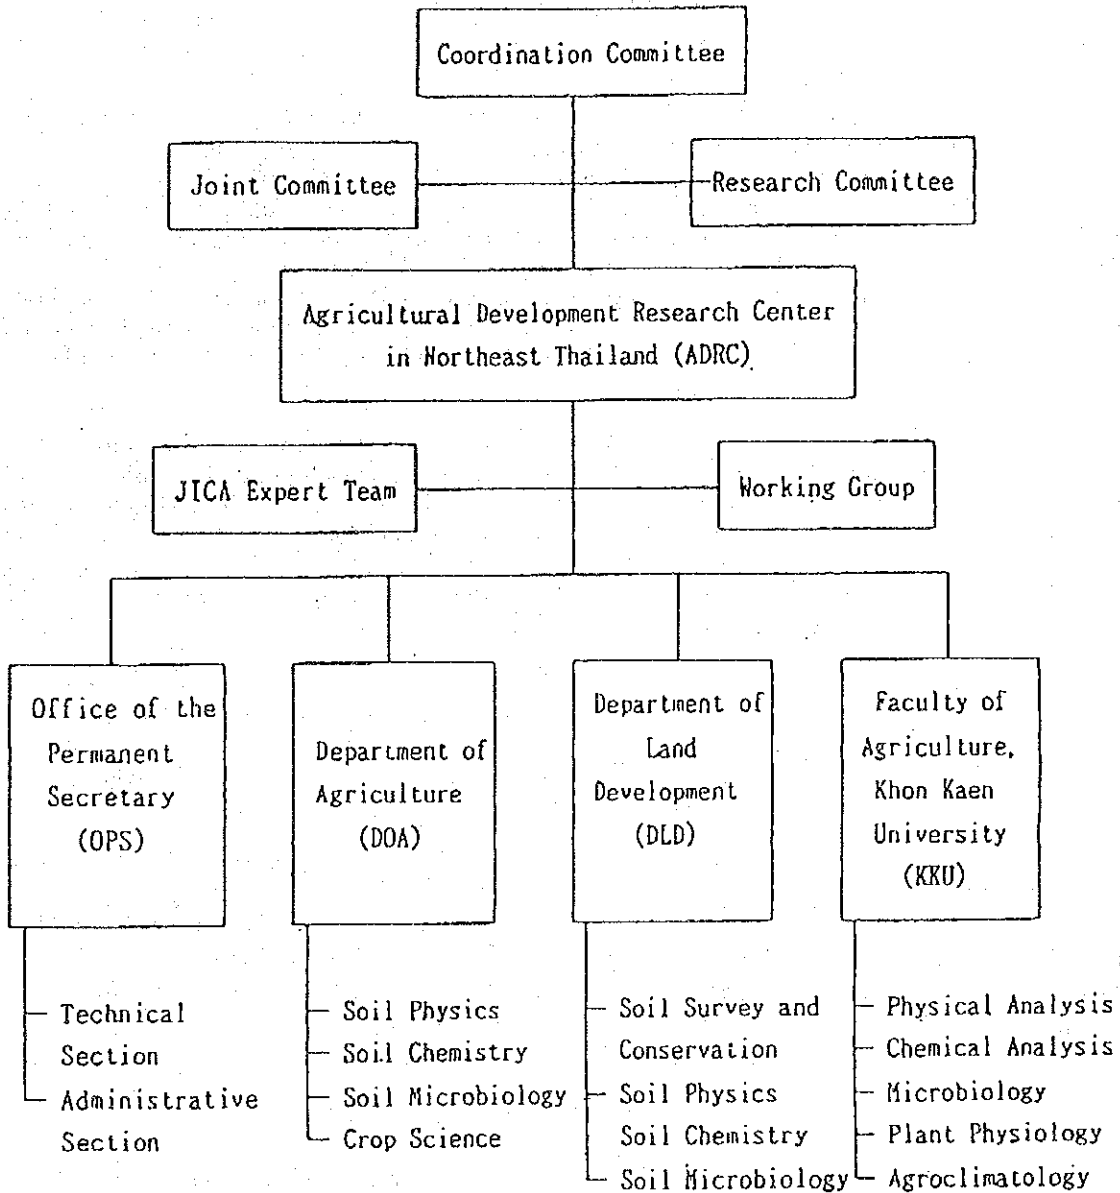 Coordination Committee
Joint Committee
Research Committee
Agricultural Development Research Center
in Northeast Thailand (ADRC)
JICA Expert Team
Working Group
Office of the
Permanent
Secretary
(OPS)
Department of
Agriculture
(DOA)
Department of
Land
Development
(DLD)
Faculty of
Agriculture,
Khon Kaen
University
(KKU)
Technical
Section
Administrative
Section
Soil Physics
Soil Chemistry
Soil Microbiology
Crop Science
Soil Survey and
Conservation
Soil Physics
Soil Chemistry
Soil Microbiology
Physical Analysis
Chemical Analysis
Microbiology
Plant Physiology
Agroclimatology